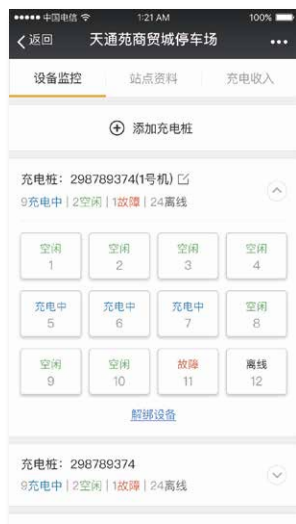 中国电信 1:21 AM 100%
返回 天通苑商贸城停车场
设备监控 站点资料 充电收入
添加充电桩
充电桩：298789374(1号机)
9充电中 | 2空闲 | 1故障 | 24离线
空闲 空闲 空闲 空闲
1 2 3 4
充电中 充电中 充电中 空闲
5 6 7 8
空闲 空闲 故障 离线
9 10 11 12
解绑设备
充电桩：298789374
9充电中 | 2空闲 | 1故障 | 24离线